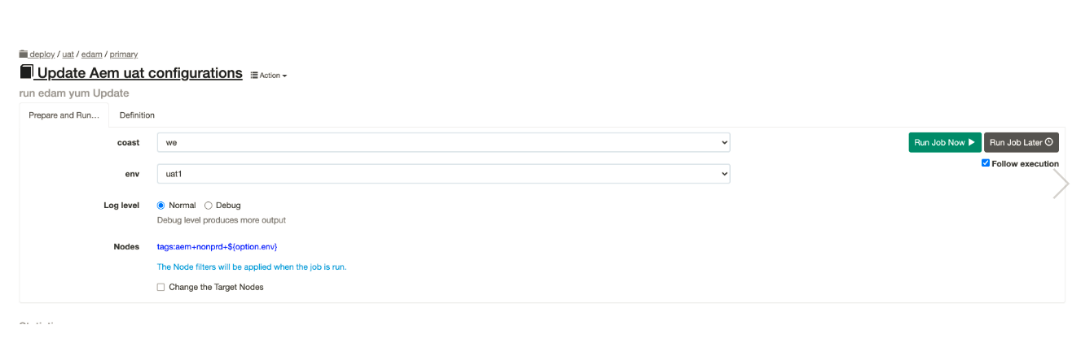 deploy / uat / edam / primary
Update Aem uat configurations Action
run edam yum Update
Prepare and Run... Definition
coast we Run Job Now Run Job Later
Follow execution
env uat1
Log level Normal Debug
Debug level produces more output
Nodes tags:aem+nonprd+${option.env}
The Node filters will be applied when the job is run.
Change the Target Nodes